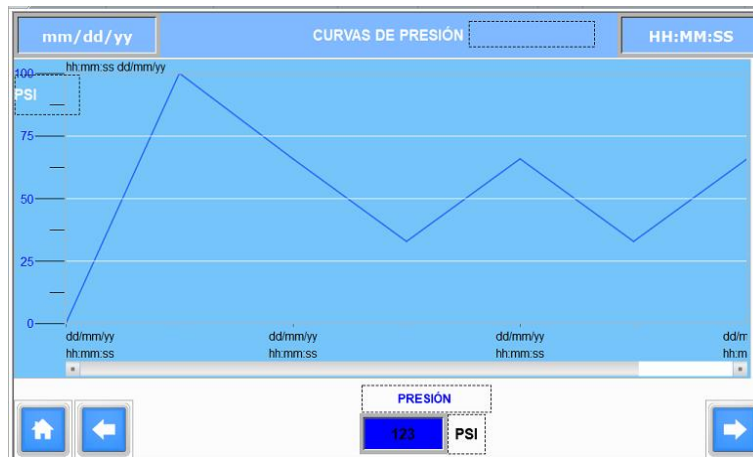 mm/dd/yy
CURVAS DE PRESIÓN
HH:MM:SS
hh:mm:ss dd/mm/yy
100
PSI
75
50
25
0
dd/mm/yy dd/mm/yy dd/mm/yy dd/m
hh:mm:ss hh:mm:ss hh:mm:ss hh:m
PRESIÓN
123 PSI